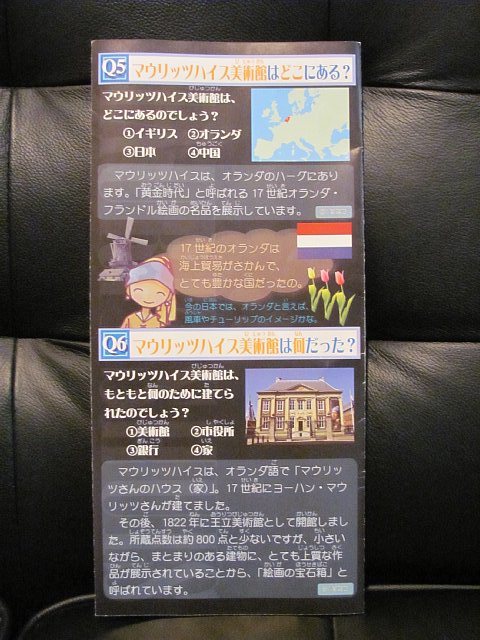 Q5 マウリッツハイス美術館はどこにある?
マウリッツハイス美術館は、
どこにあるのでしょう?
①イギリス ②オランダ
③日本 ④中国
マウリッツハイスは、オランダのハーグにあり
ます。「黄金時代」と呼ばれる17世紀オランダ・
フランドル絵画の名品を展示しています。
17世紀のオランダは
海上貿易がさかんで、
とても豊かな国だったの。
今の日本では、オランダと言えば、
風車やチューリップのイメージかな。
Q6 マウリッツハイス美術館は何だった?
マウリッツハイス美術館は、
もともと何のために建てら
れたのでしょう?
①美術館 ②市役所
③銀行 ④家
マウリッツハイスは、オランダ語で「マウリッ
ツさんのハウス(家)」。17世紀にヨーハン・マウ
リッツさんが建てました。
その後、1822年に王立美術館として開館しまし
た。所蔵点数は約800点と少ないですが、小さい
ながら、まとまりのある建物に、とても上質な作
品が展示されていることから、「絵画の宝石箱」と
呼ばれています。